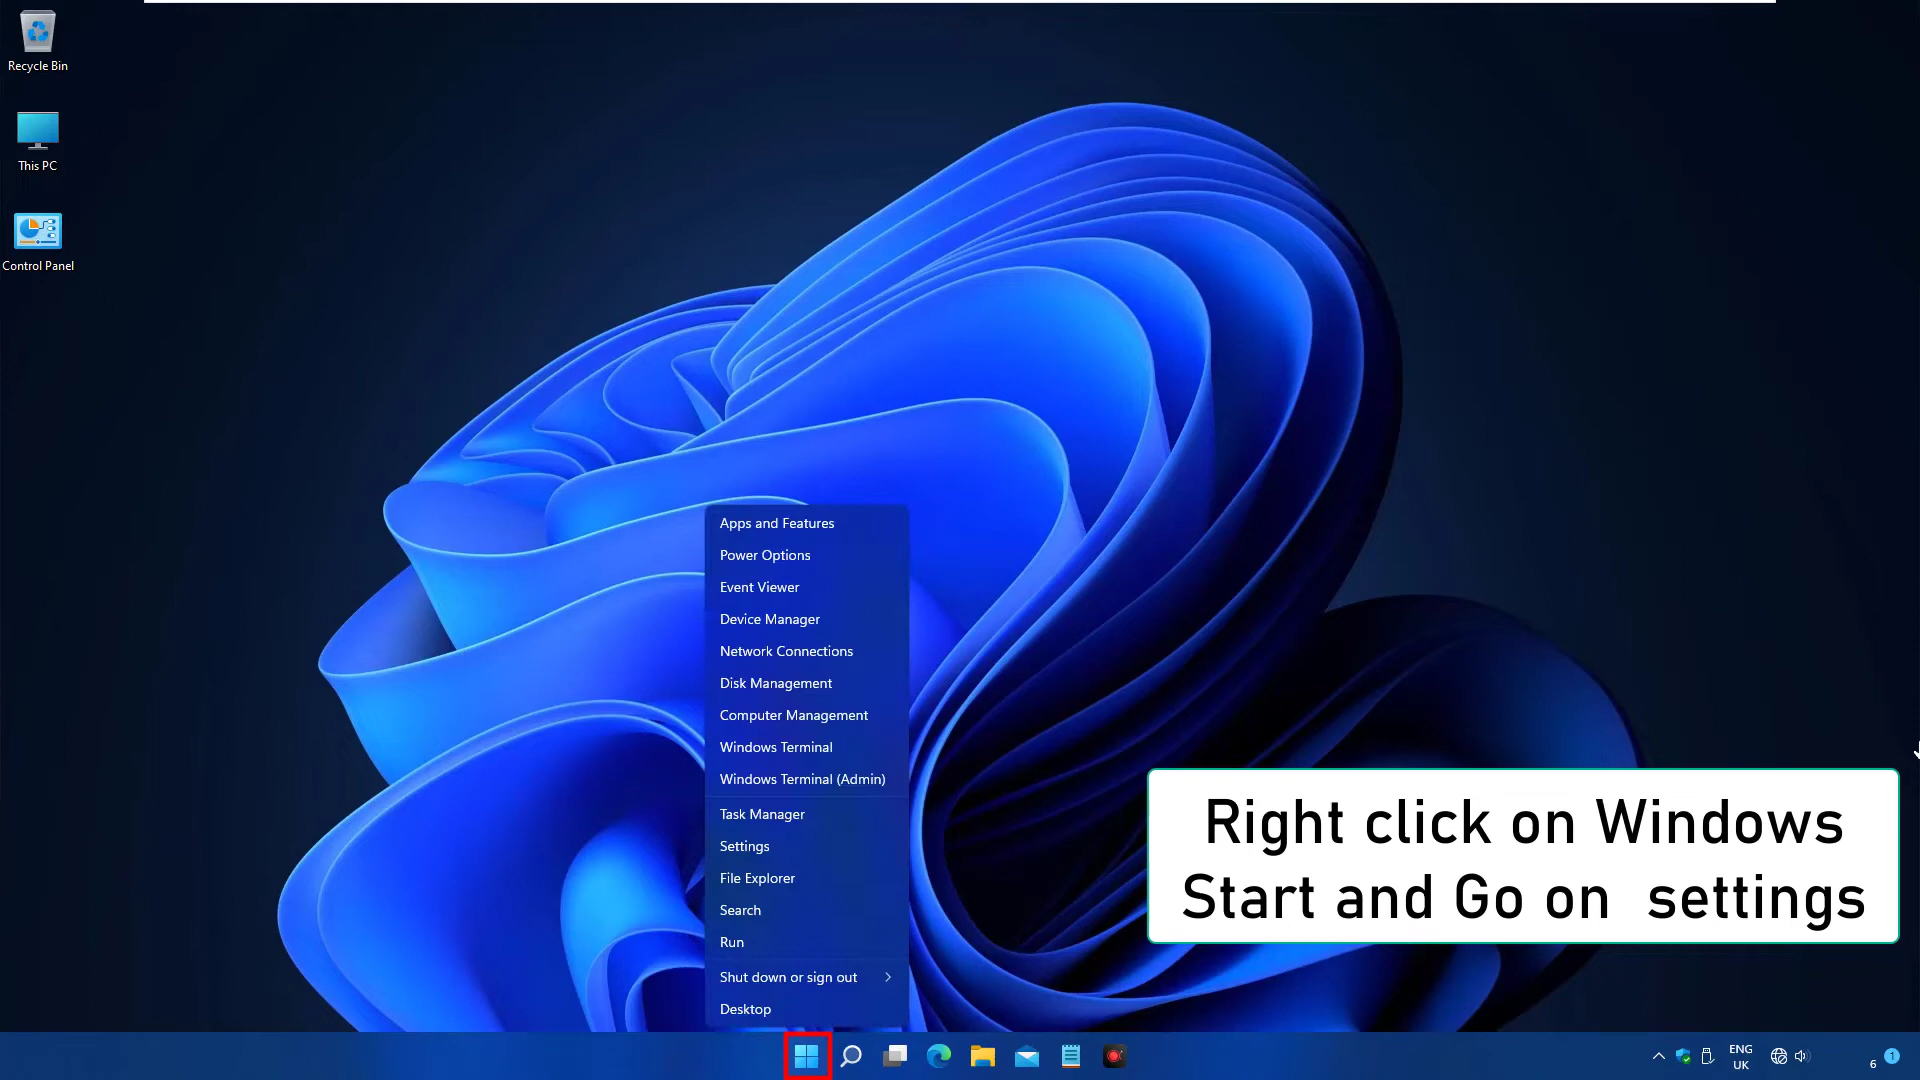 Recycle Bin
This PC
Control Panel
Apps and Features
Power Options
Event Viewer
Device Manager
Network Connections
Disk Management
Computer Management
Windows Terminal
Windows Terminal (Admin)
Task Manager
Settings
File Explorer
Search
Run
Shut down or sign out
Desktop
Right click on Windows
Start and Go on settings
ENG
UK
6
1